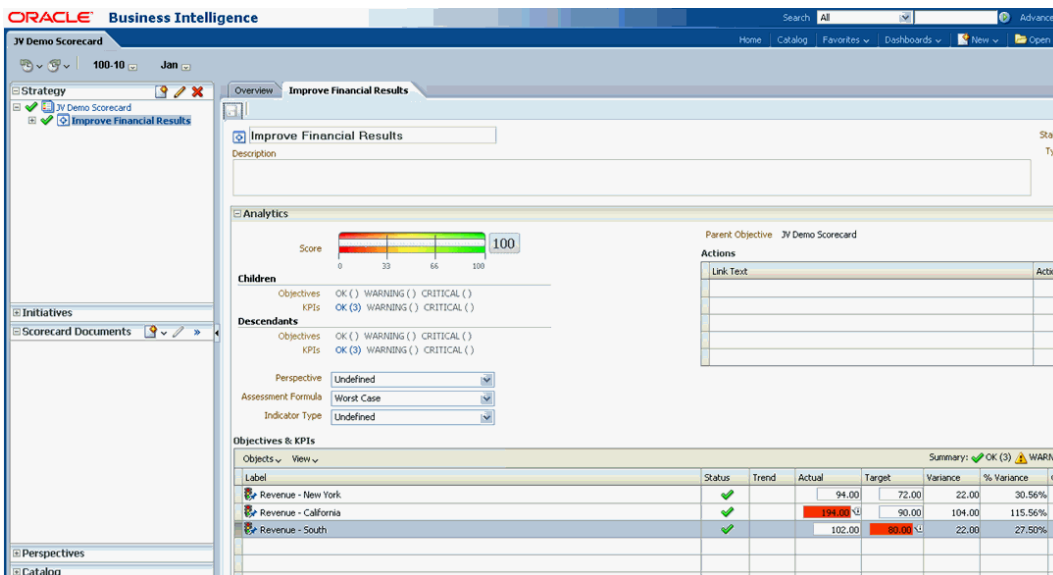 ORACLE Business Intelligence
Search All Advance
JV Demo Scorecard
Home Catalog Favorites Dashboards New Open
100-10 Jan
Strategy
JV Demo Scorecard
Improve Financial Results
Initiatives
Scorecard Documents »
Perspectives
Catalog
Overview Improve Financial Results
Improve Financial Results
Sta
Description
Ty
Analytics
Score 100
0 33 66 100
Children
Objectives OK ( ) WARNING ( ) CRITICAL ( )
KPIs OK (3) WARNING ( ) CRITICAL ( )
Descendants
Objectives OK ( ) WARNING ( ) CRITICAL ( )
KPIs OK (3) WARNING ( ) CRITICAL ( )
Perspective Undefined
Assessment Formula Worst Case
Indicator Type Undefined
Parent Objective JV Demo Scorecard
Actions
Link Text Acti
Objectives & KPIs
Objects View Summary: OK (3) WARN
Label Status Trend Actual Target Variance % Variance
Revenue - New York 94.00 72.00 22.00 30.56%
Revenue - California 194.00 90.00 104.00 115.56%
Revenue - South 102.00 80.00 22.00 27.50%